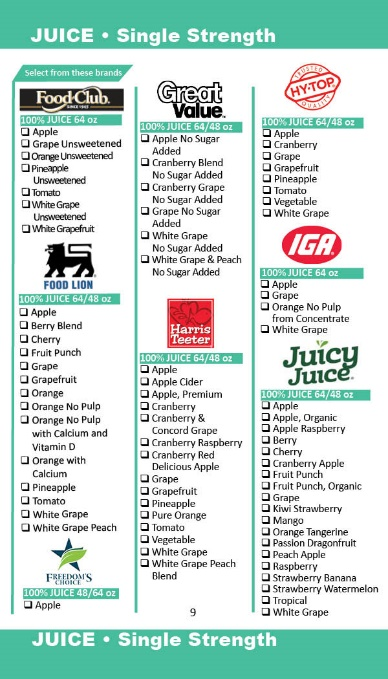 JUICE • Single Strength
Select from these brands
Food Club
SINCE 1945
100% JUICE 64 oz
❑ Apple
❑ Grape Unsweetened
❑ Orange Unsweetened
❑ Pineapple
Unsweetened
❑ Tomato
❑ White Grape
Unsweetened
❑ White Grapefruit
FOOD LION
100% JUICE 64/48 oz
❑ Apple
❑ Berry Blend
❑ Cherry
❑ Fruit Punch
❑ Grape
❑ Grapefruit
❑ Orange
❑ Orange No Pulp
❑ Orange No Pulp
with Calcium and
Vitamin D
❑ Orange with
Calcium
❑ Pineapple
❑ Tomato
❑ White Grape
❑ White Grape Peach
FREEDOM'S
CHOICE
100% JUICE 48/64 oz
❑ Apple
Great
Value
100% JUICE 64/48 oz
❑ Apple No Sugar
Added
❑ Cranberry Blend
No Sugar Added
❑ Cranberry Grape
No Sugar Added
❑ Grape No Sugar
Added
❑ White Grape
No Sugar Added
❑ White Grape & Peach
No Sugar Added
Harris
Teeter
100% JUICE 64/48 oz
❑ Apple
❑ Apple Cider
❑ Apple, Premium
❑ Cranberry
❑ Cranberry &
Concord Grape
❑ Cranberry Raspberry
❑ Cranberry Red
Delicious Apple
❑ Grape
❑ Grapefruit
❑ Pineapple
❑ Pure Orange
❑ Tomato
❑ Vegetable
❑ White Grape
❑ White Grape Peach
Blend
TRUSTED
HY•TOP
QUALITY
100% JUICE 64/48 oz
❑ Apple
❑ Cranberry
❑ Grape
❑ Grapefruit
❑ Pineapple
❑ Tomato
❑ Vegetable
❑ White Grape
IGA
100% JUICE 64 oz
❑ Apple
❑ Grape
❑ Orange No Pulp
from Concentrate
❑ White Grape
Juicy
Juice
100% JUICE 64/48 oz
❑ Apple
❑ Apple, Organic
❑ Apple Raspberry
❑ Berry
❑ Cherry
❑ Cranberry Apple
❑ Fruit Punch
❑ Fruit Punch, Organic
❑ Grape
❑ Kiwi Strawberry
❑ Mango
❑ Orange Tangerine
❑ Passion Dragonfruit
❑ Peach Apple
❑ Raspberry
❑ Strawberry Banana
❑ Strawberry Watermelon
❑ Tropical
❑ White Grape
9
JUICE • Single Strength